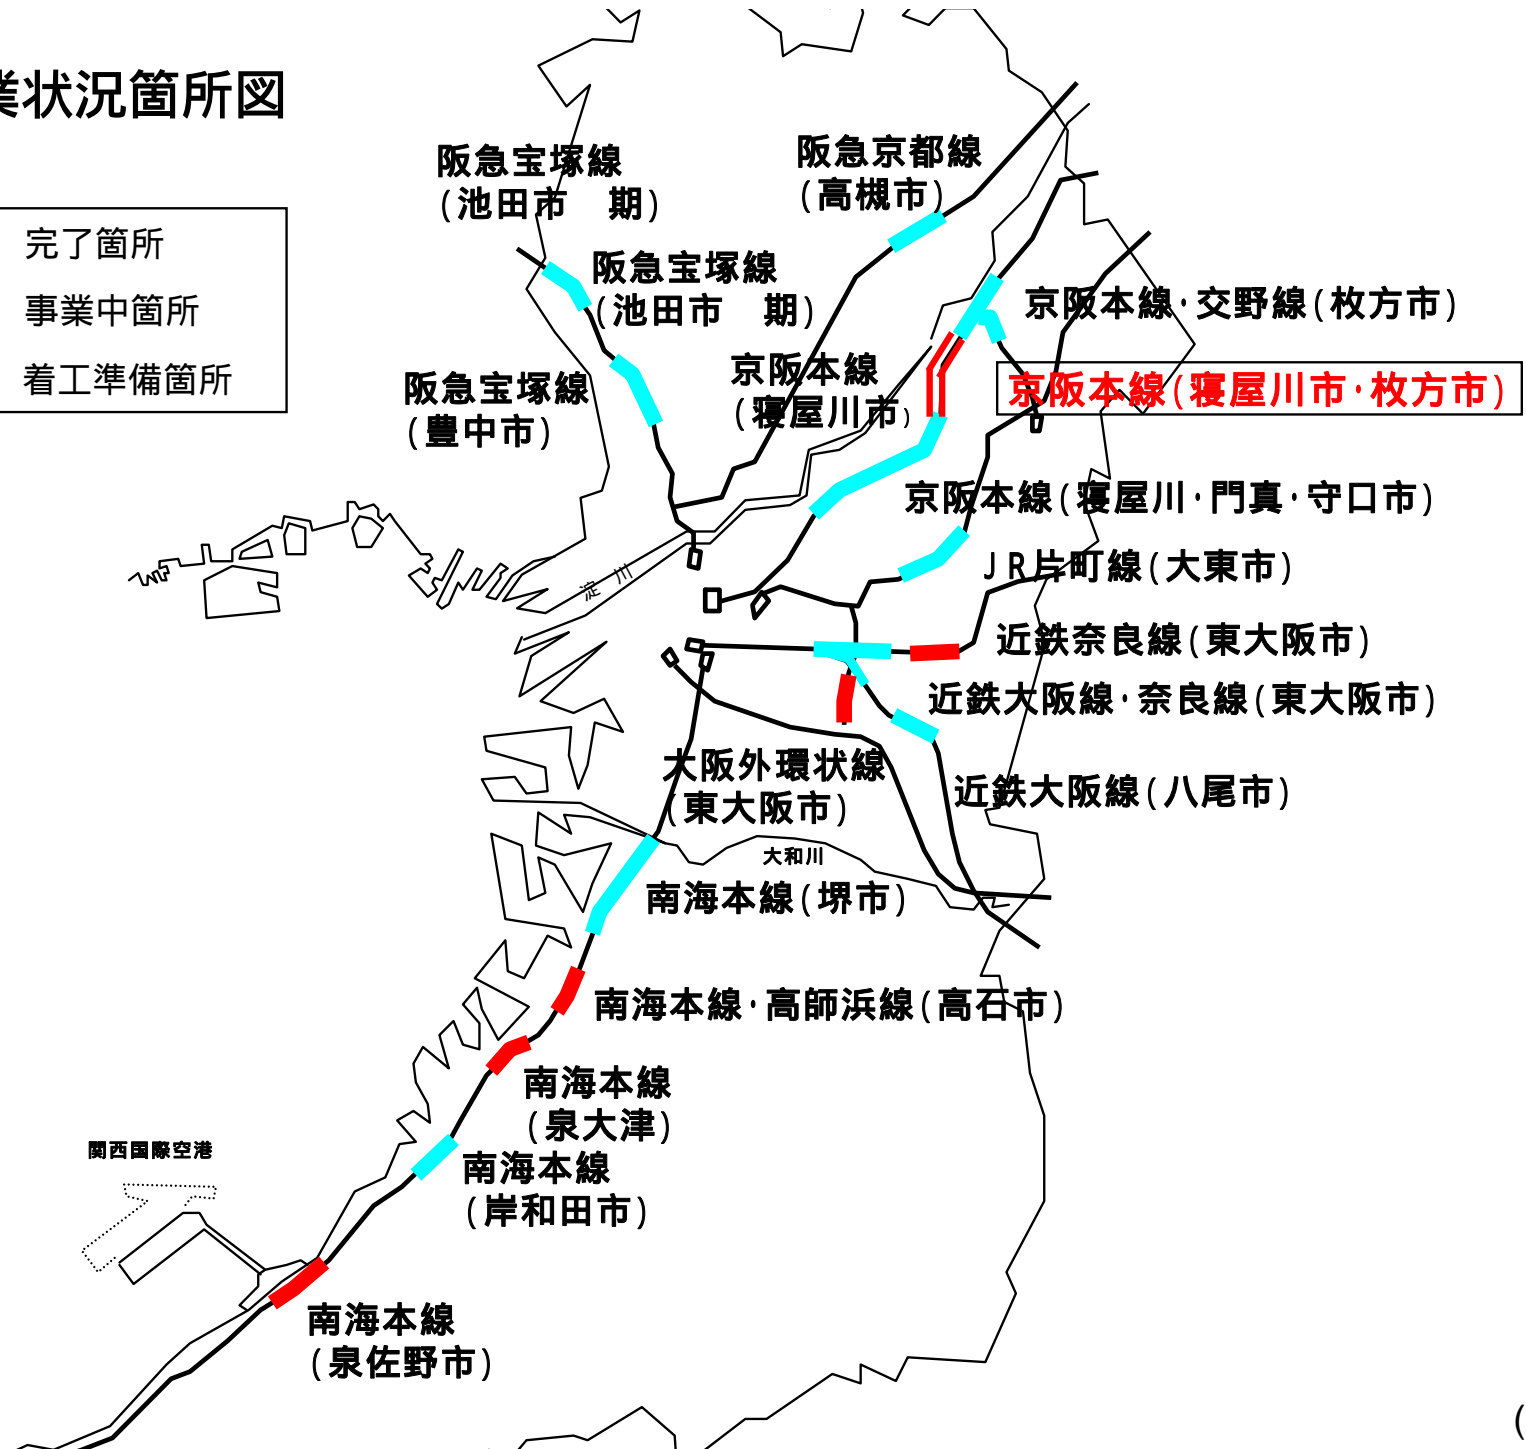 業状況箇所図
完了箇所
事業中箇所
着工準備箇所
阪急宝塚線
(池田市　期)
阪急京都線
(高槻市)
阪急宝塚線
(池田市　期)
京阪本線・交野線(枚方市)
阪急宝塚線
(豊中市)
京阪本線
(寝屋川市)
京阪本線(寝屋川市・枚方市)
京阪本線(寝屋川・門真・守口市)
JR片町線(大東市)
淀川
近鉄奈良線(東大阪市)
近鉄大阪線・奈良線(東大阪市)
大阪外環状線
(東大阪市)
近鉄大阪線(八尾市)
大和川
南海本線(堺市)
南海本線・高師浜線(高石市)
南海本線
(泉大津)
関西国際空港
南海本線
(岸和田市)
南海本線
(泉佐野市)
(